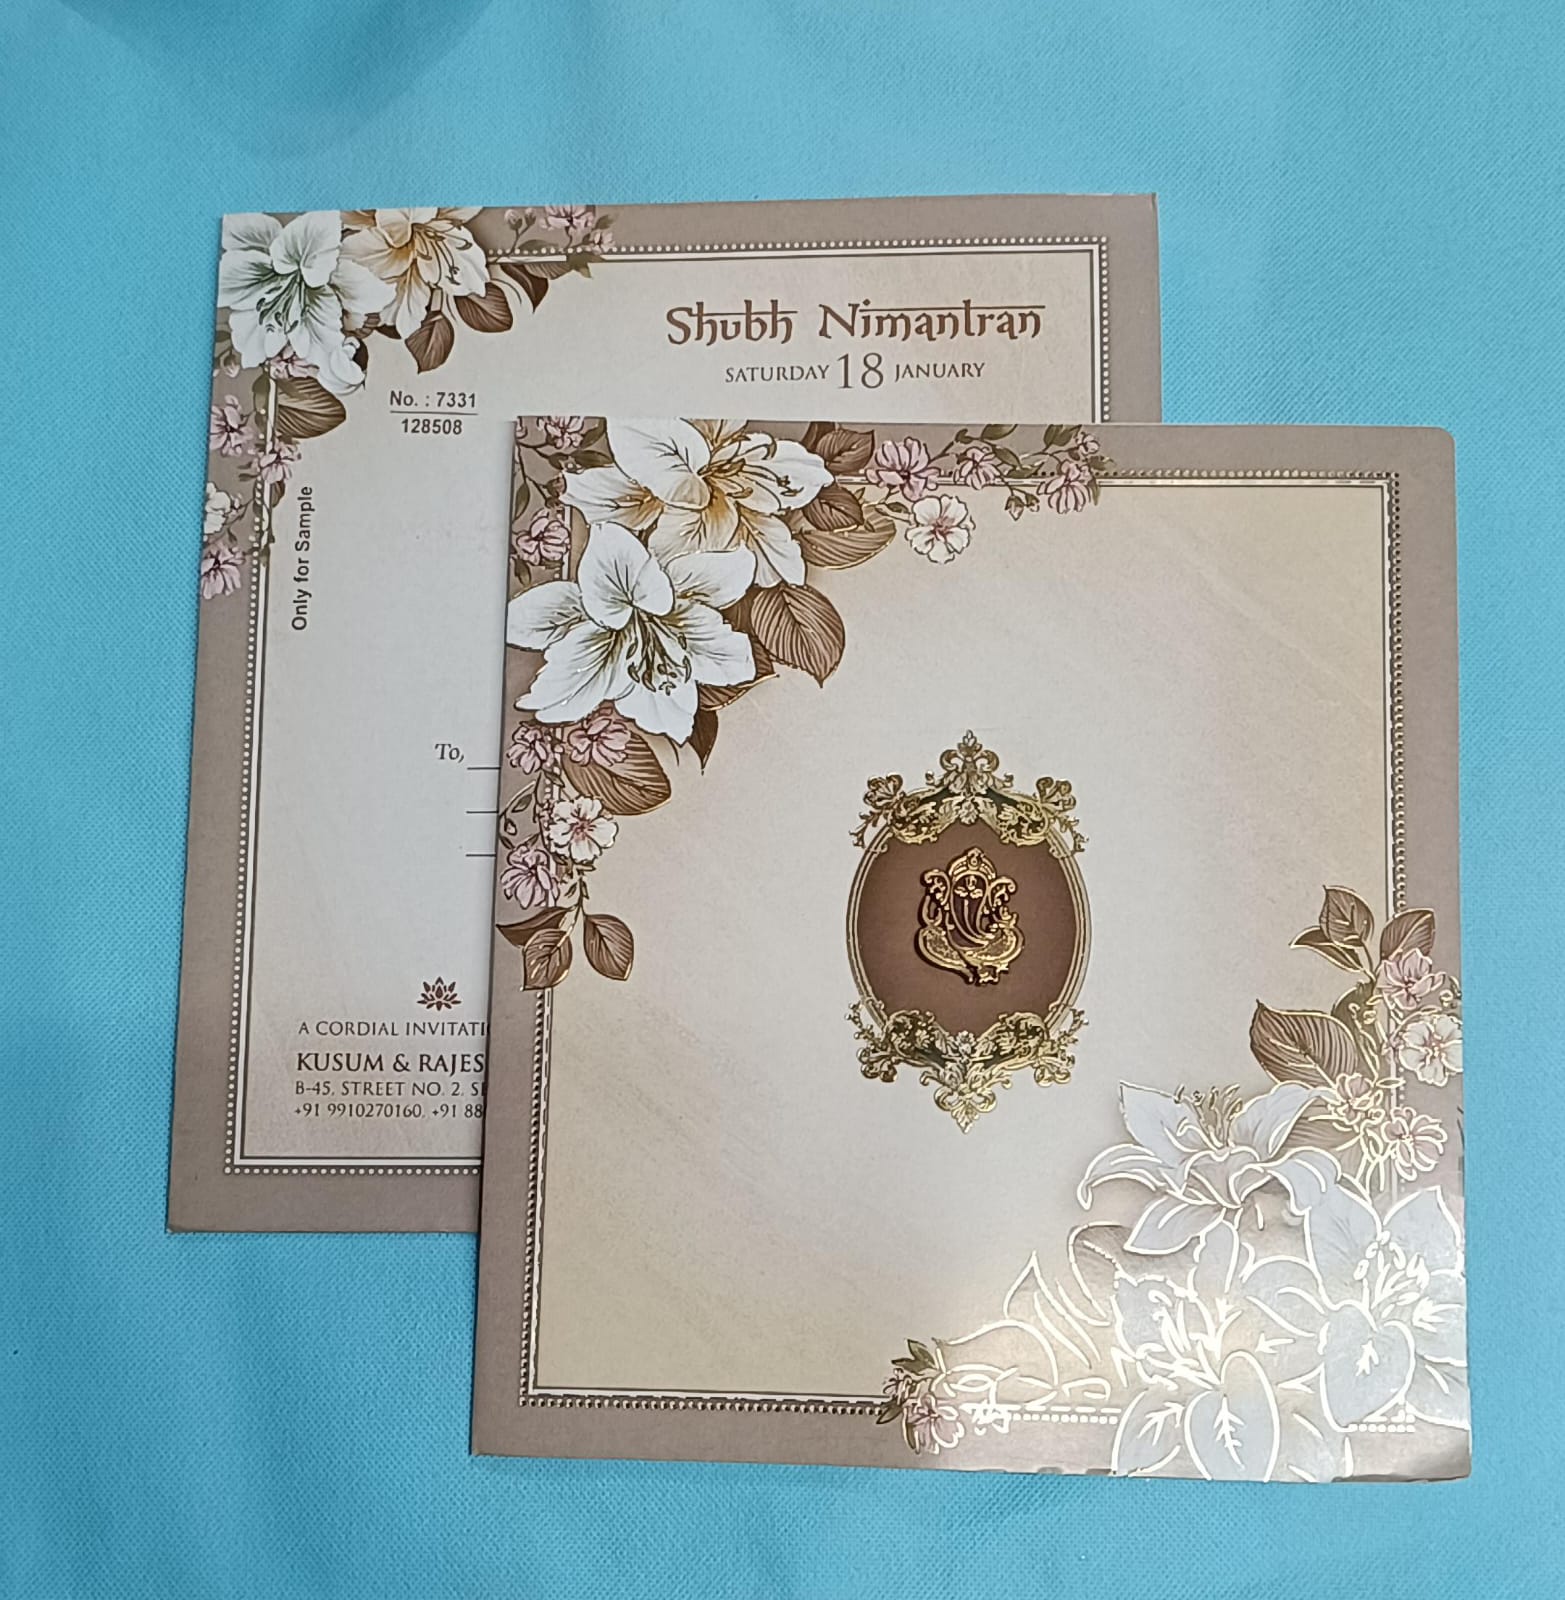 Shubh Nimantran
SATURDAY 18 JANUARY
No. : 7331
128508
Only for Sample
To,
A CORDIAL INVITATI
KUSUM & RAJES
B-45, STREET NO. 2,
+91 9910270160, +91 88